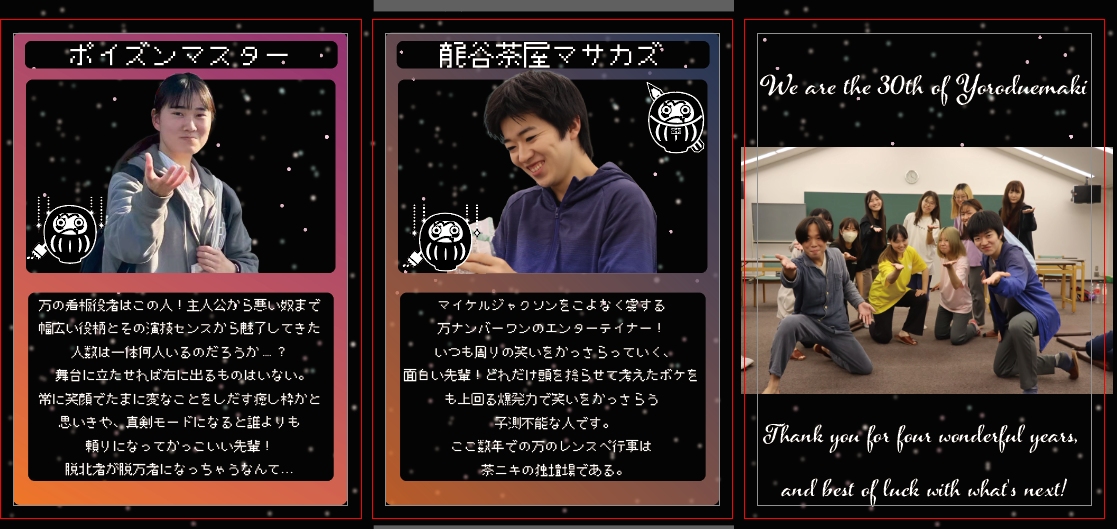 ポイズンマスター
万の看板役者はこの人！主人公から悪い奴まで
幅広い役柄とその演技センスから魅了してきた
人数は一体何人いるのだろうか…？
舞台に立たせれば右に出るものはいない。
常に笑顔でたまに変なことをしだす癒し枠かと
思いきや、真剣モードになると誰よりも
頼りになってかっこいい先輩！
脱北者が脱万者になっちゃうなんて…
龍谷茶屋マサカズ
マイケルジャクソンをこよなく愛する
万ナンバーワンのエンターテイナー！
いつも周りの笑いをかっさらっていく、
面白い先輩！どれだけ頭を捻らせて考えたボケを
も上回る爆発力で笑いをかっさらう
予測不能な人です。
ここ数年での万のレンスペ行事は
茶ニキの独壇場である。
We are the 30th of Yoroduemaki
Thank you for four wonderful years,
and best of luck with what's next!